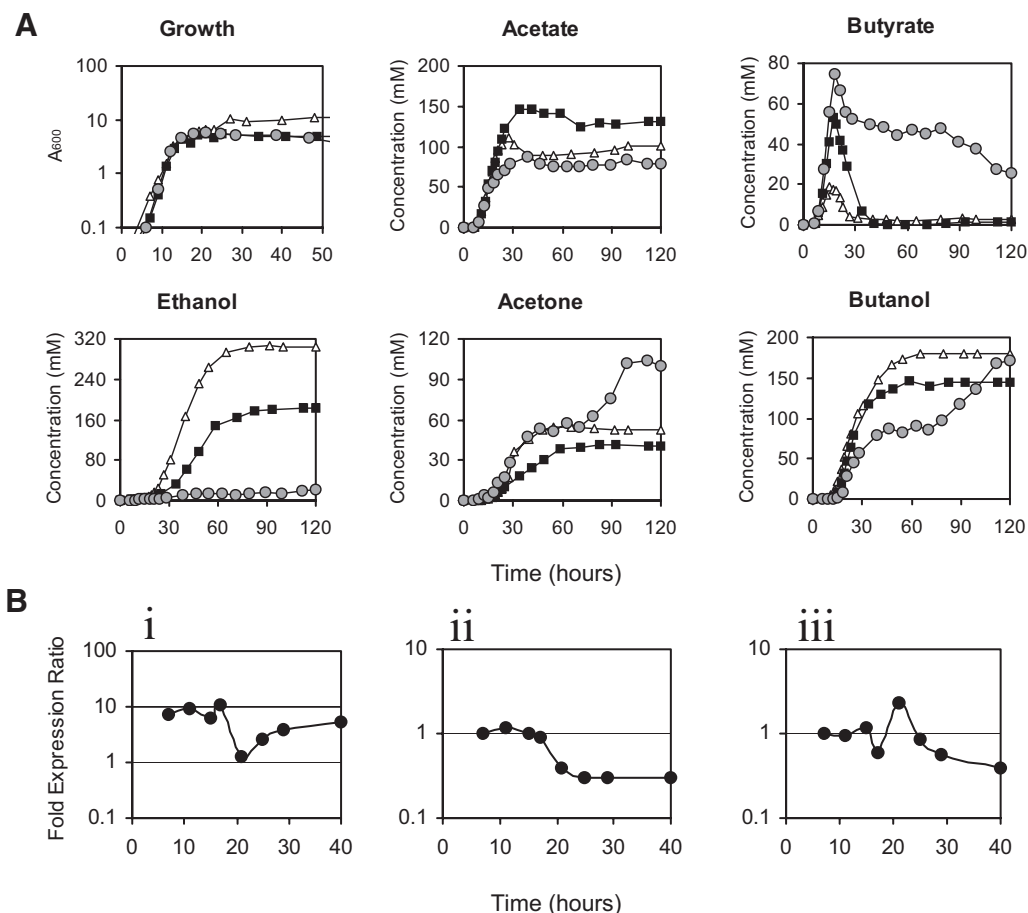 A
Growth
Acetate
Butyrate
A600
100
10
1
0.1
0 10 20 30 40 50
Concentration (mM)
200
150
100
50
0
0 30 60 90 120
Concentration (mM)
80
60
40
20
0
0 30 60 90 120
Ethanol
Acetone
Butanol
Concentration (mM)
320
240
160
80
0
0 30 60 90 120
Concentration (mM)
120
90
60
30
0
0 30 60 90 120
Concentration (mM)
200
150
100
50
0
0 30 60 90 120
Time (hours)
B
i
ii
iii
Fold Expression Ratio
100
10
1
0.1
0 10 20 30 40
10
1
0.1
0 10 20 30 40
10
1
0.1
0 10 20 30 40
Time (hours)